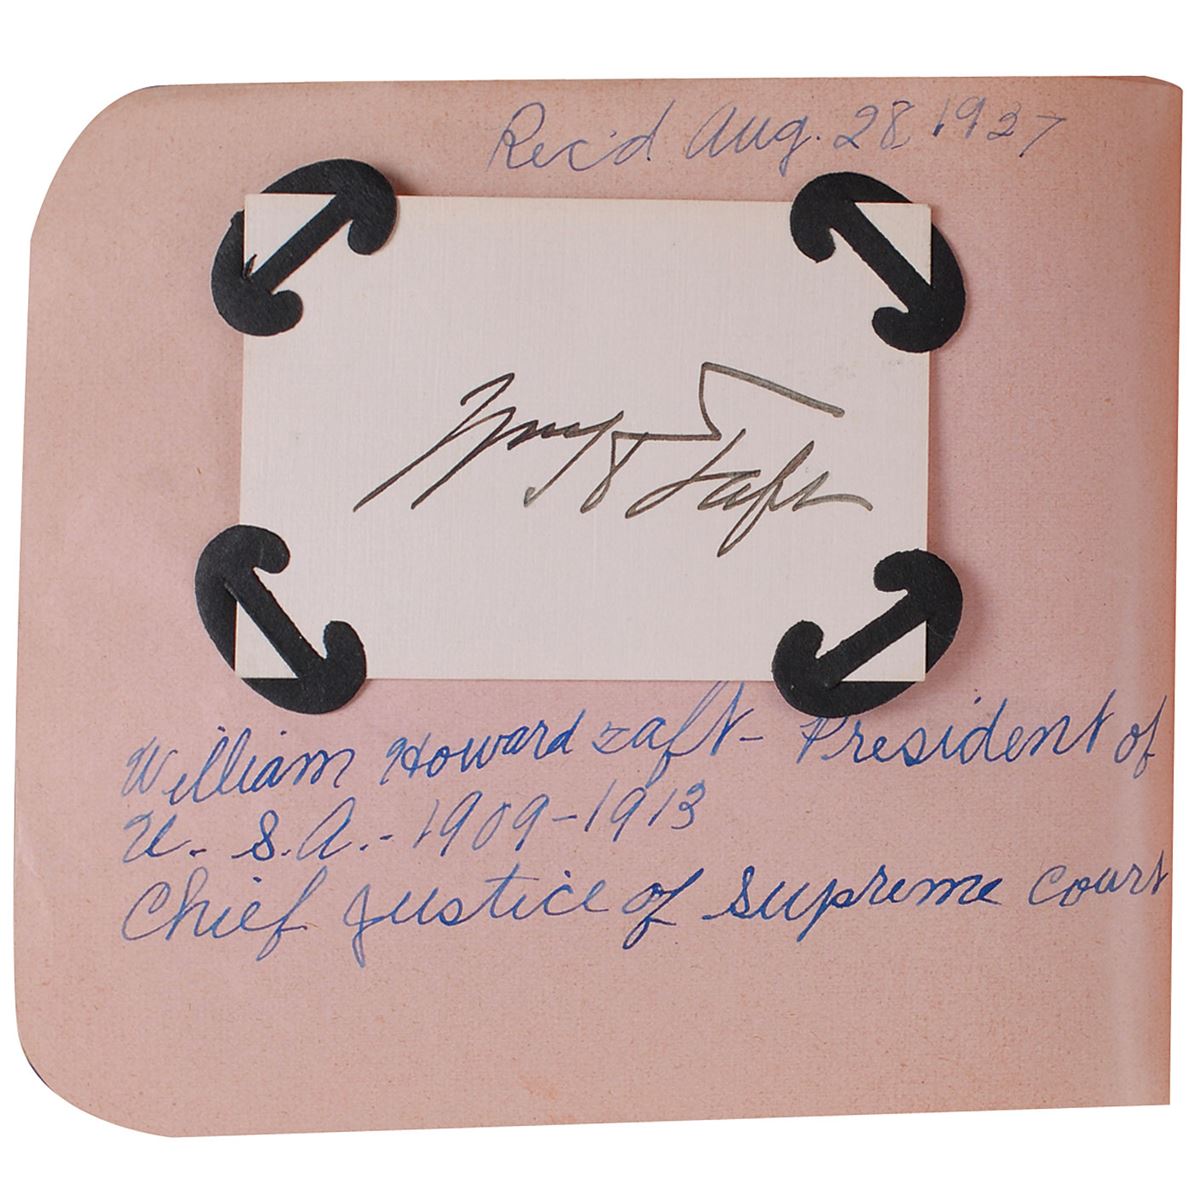 Rec'd Aug. 28 1927
Wm H Taft
William Howard Taft - President of
U. S. A. - 1909-1913
Chief Justice of Supreme Court